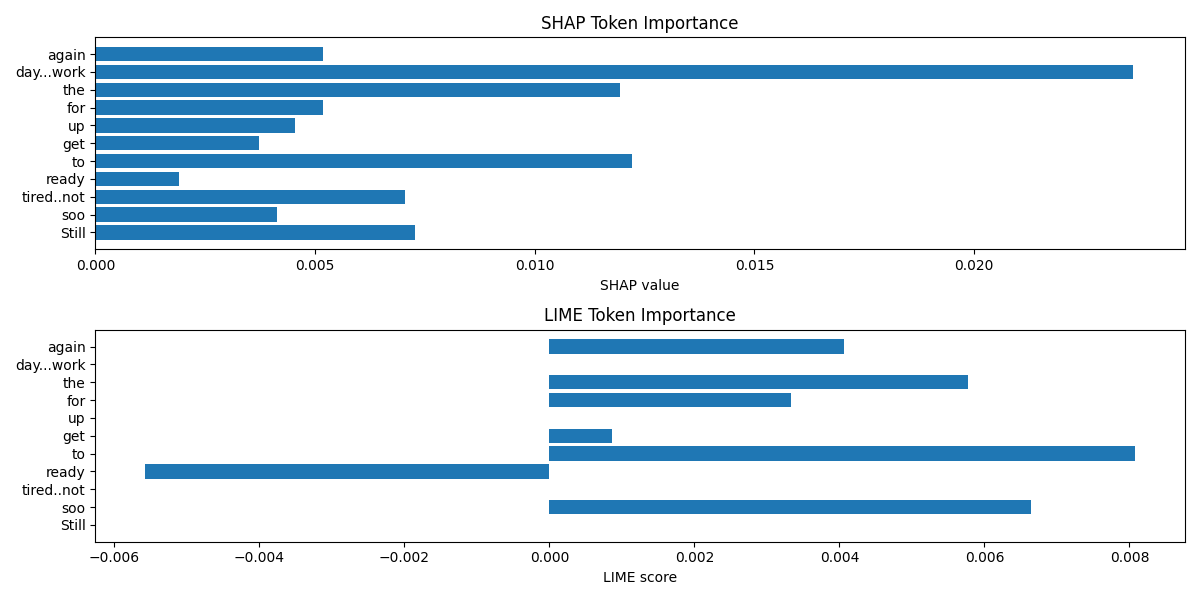 SHAP Token Importance
again
day...work
the
for
up
get
to
ready
tired..not
soo
Still
0.000 0.005 0.010 0.015 0.020
SHAP value
LIME Token Importance
again
day...work
the
for
up
get
to
ready
tired..not
soo
Still
−0.006 −0.004 −0.002 0.000 0.002 0.004 0.006 0.008
LIME score